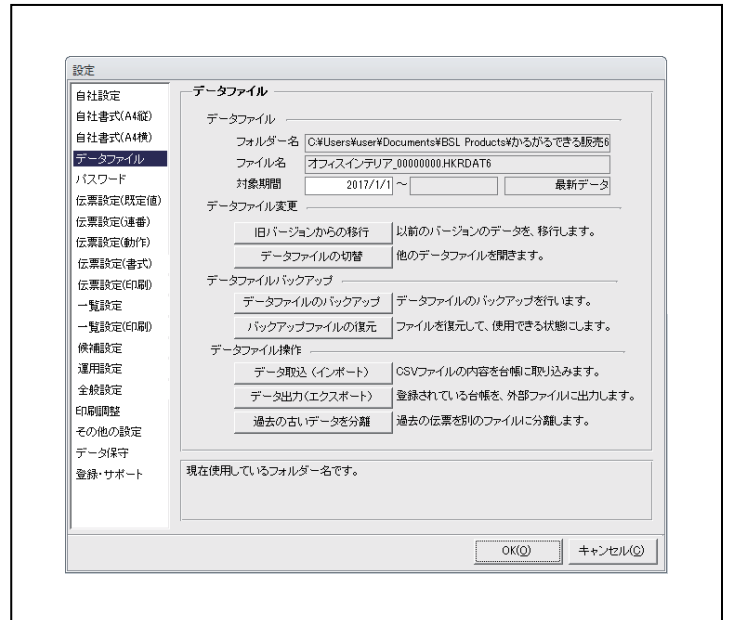 設定
自社設定
自社書式(A4縦)
自社書式(A4横)
データファイル
パスワード
伝票設定(既定値)
伝票設定(連番)
伝票設定(動作)
伝票設定(書式)
伝票設定(印刷)
一覧設定
一覧設定(印刷)
候補設定
運用設定
全般設定
印刷調整
その他の設定
データ保守
登録・サポート
データファイル
データファイル
フォルダー名 C:¥Users¥user¥Documents¥BSL Products¥かるがるできる販売6
ファイル名 オフィスインテリア_00000000.HKRDAT6
対象期間 2017/1/1 ~ 最新データ
データファイル変更
旧バージョンからの移行 以前のバージョンのデータを、移行します。
データファイルの切替 他のデータファイルを開きます。
データファイルバックアップ
データファイルのバックアップ データファイルのバックアップを行います。
バックアップファイルの復元 ファイルを復元して、使用できる状態にします。
データファイル操作
データ取込（インポート） CSVファイルの内容を台帳に取り込みます。
データ出力(エクスポート) 登録されている台帳を、外部ファイルに出力します。
過去の古いデータを分離 過去の伝票を別のファイルに分離します。
現在使用しているフォルダー名です。
OK(O) キャンセル(C)